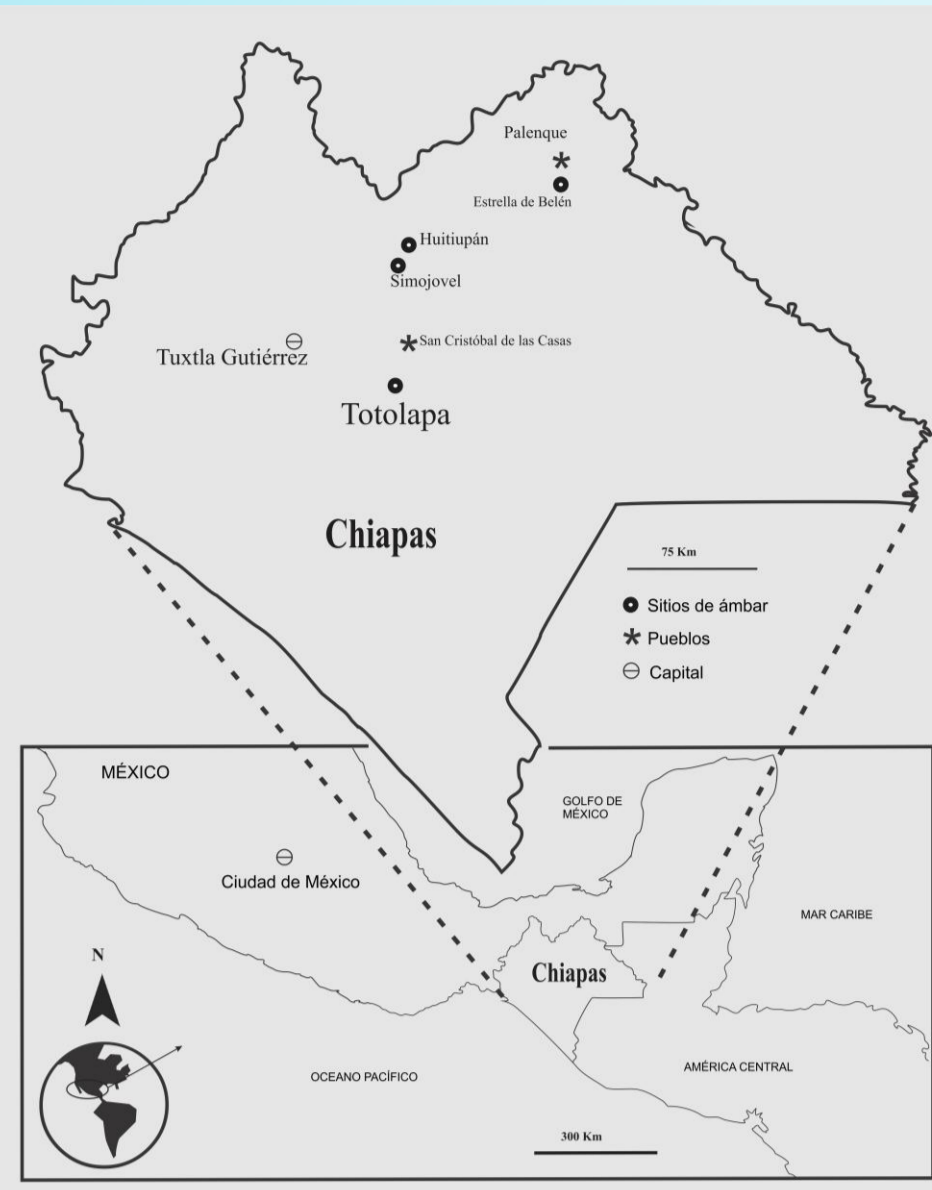 Palenque
Estrella de Belén
Huitiupán
Simojovel
San Cristóbal de las Casas
Tuxtla Gutiérrez
Totolapa
Chiapas
75 Km
Sitios de ámbar
Pueblos
Capital
MÉXICO
GOLFO DE
MÉXICO
Ciudad de México
MAR CARIBE
Chiapas
N
AMÉRICA CENTRAL
OCEANO PACÍFICO
300 Km